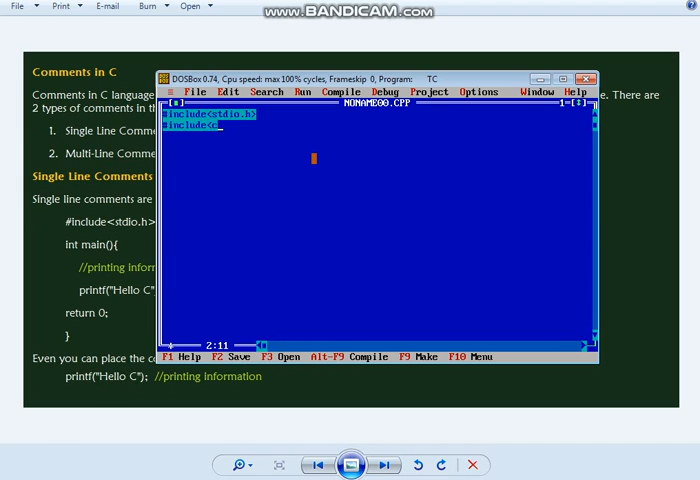 File Print E-mail Burn Open
www.BANDICAM.com
Comments in C
Comments in C language
e. There are
2 types of comments in th
1. Single Line Comme
2. Multi-Line Comme
Single Line Comments
Single line comments are
#include<stdio.h>
int main(){
//printing infor
printf("Hello C"
return 0;
}
Even you can place the co
printf("Hello C"); //printing information
DOSBox 0.74, Cpu speed: max 100% cycles, Frameskip 0, Program: TC
≡ File Edit Search Run Compile Debug Project Options Window Help
NONAME00.CPP
1=[↕]
#include<stdio.h>
#include<c
2:11
F1 Help F2 Save F3 Open Alt-F9 Compile F9 Make F10 Menu